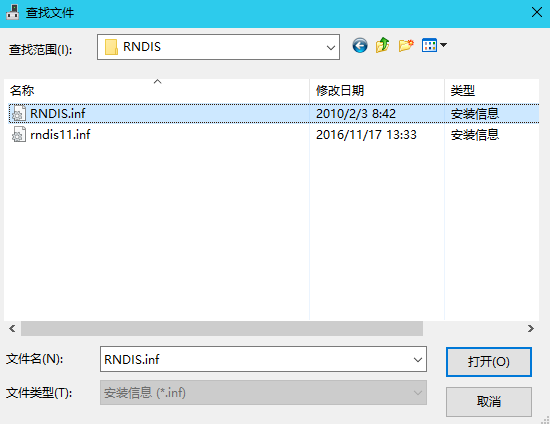 查找文件
查找范围(I):
RNDIS
名称 修改日期 类型
RNDIS.inf 2010/2/3 8:42 安装信息
rndis11.inf 2016/11/17 13:33 安装信息
文件名(N):
RNDIS.inf
打开(O)
文件类型(T):
安装信息 (*.inf)
取消